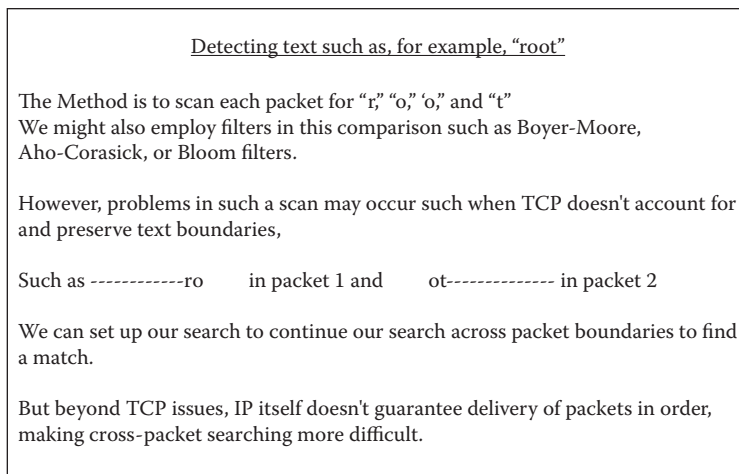 Detecting text such as, for example, “root”
The Method is to scan each packet for “r,” “o,” ‘o,” and “t”
We might also employ filters in this comparison such as Boyer-Moore,
Aho-Corasick, or Bloom filters.
However, problems in such a scan may occur such when TCP doesn't account for
and preserve text boundaries,
Such as ------------ro in packet 1 and ot-------------- in packet 2
We can set up our search to continue our search across packet boundaries to find
a match.
But beyond TCP issues, IP itself doesn't guarantee delivery of packets in order,
making cross-packet searching more difficult.